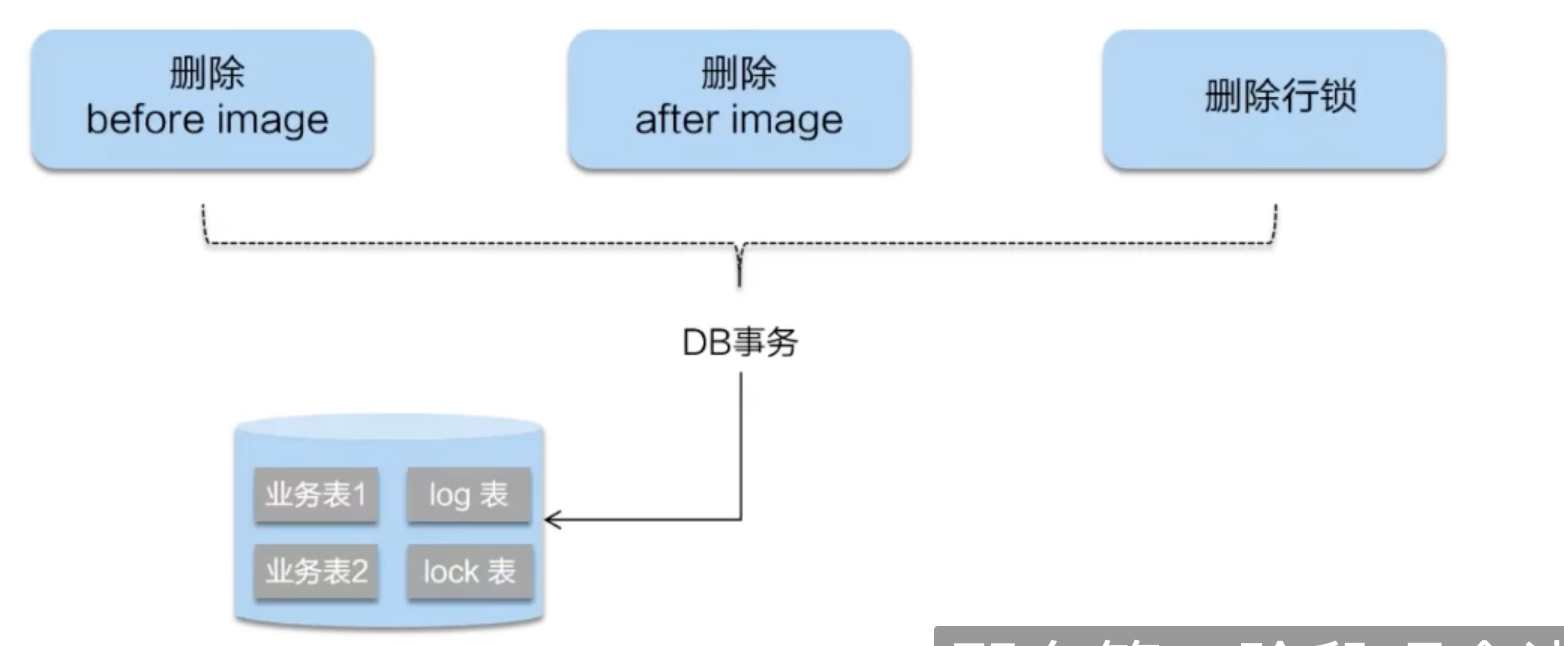 删除
before image
删除
after image
删除行锁
DB事务
业务表1
log 表
业务表2
lock 表